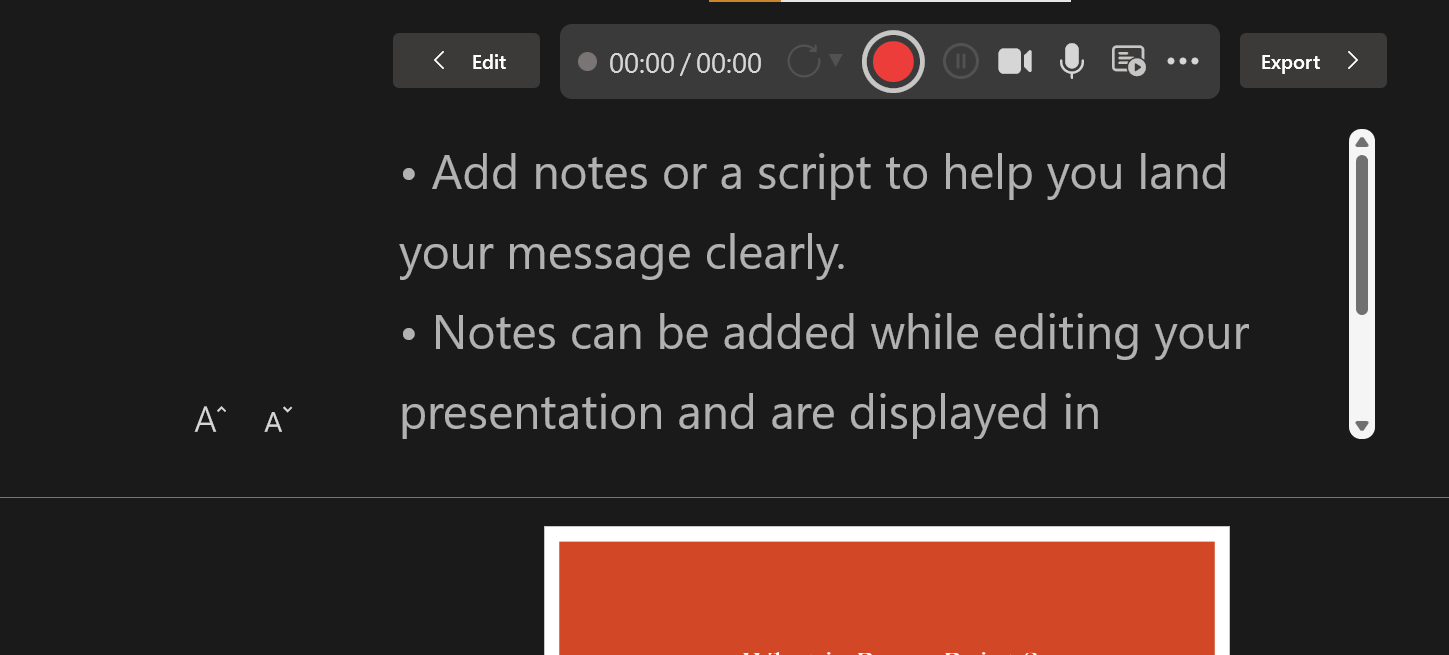 Edit
00:00 / 00:00
Export
• Add notes or a script to help you land
your message clearly.
• Notes can be added while editing your
presentation and are displayed in
A A